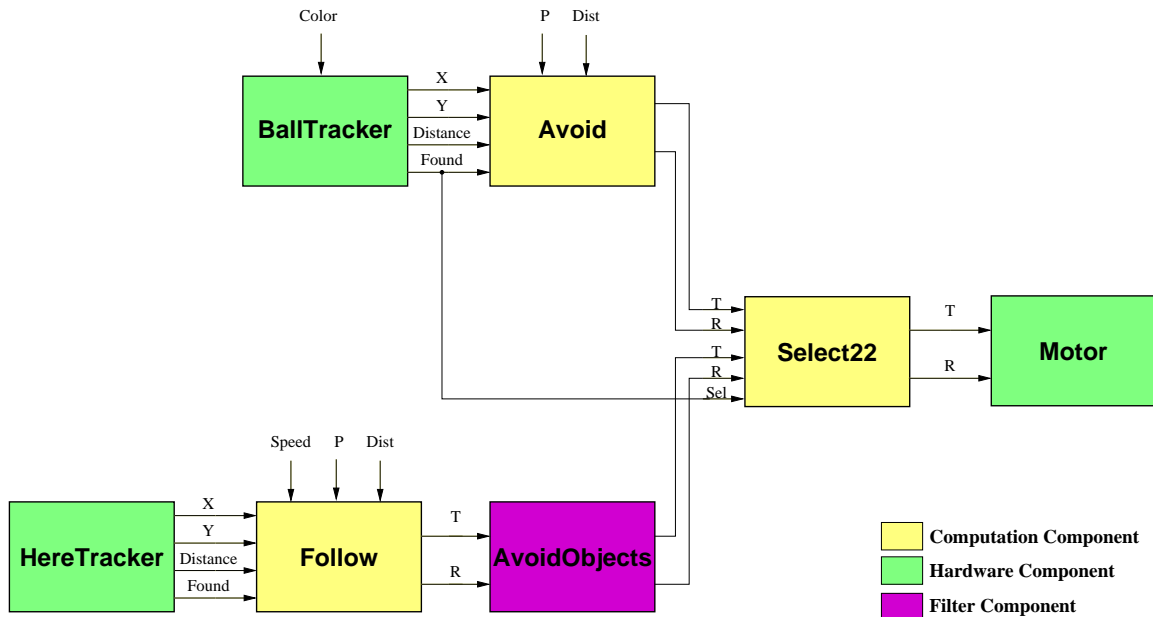 Color
P
Dist
BallTracker
X
Y
Distance
Found
Avoid
T
R
T
R
Sel
Select22
T
R
Motor
Speed
P
Dist
HereTracker
X
Y
Distance
Found
Follow
T
R
AvoidObjects
Computation Component
Hardware Component
Filter Component